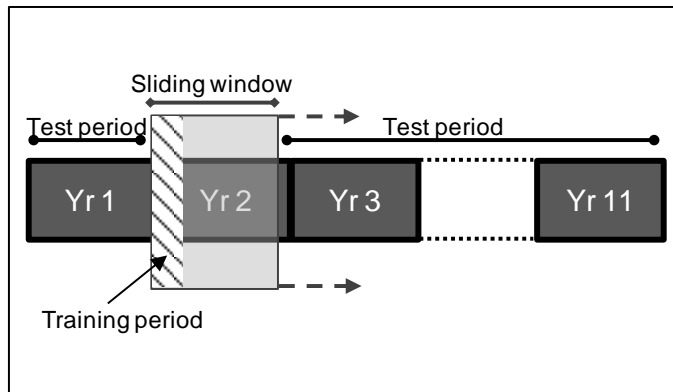 Sliding window
Test period
Test period
Yr 1
Yr 2
Yr 3
Yr 11
Training period